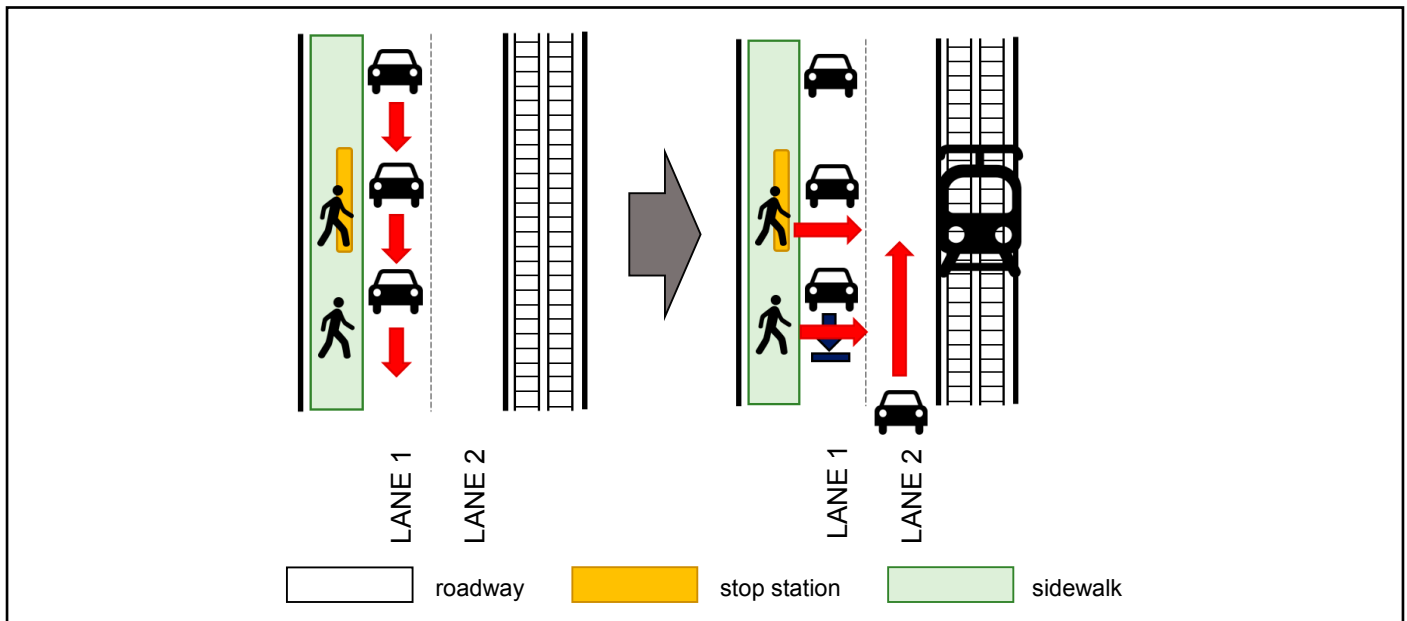 LANE 1
LANE 2
LANE 1
LANE 2
roadway
stop station
sidewalk